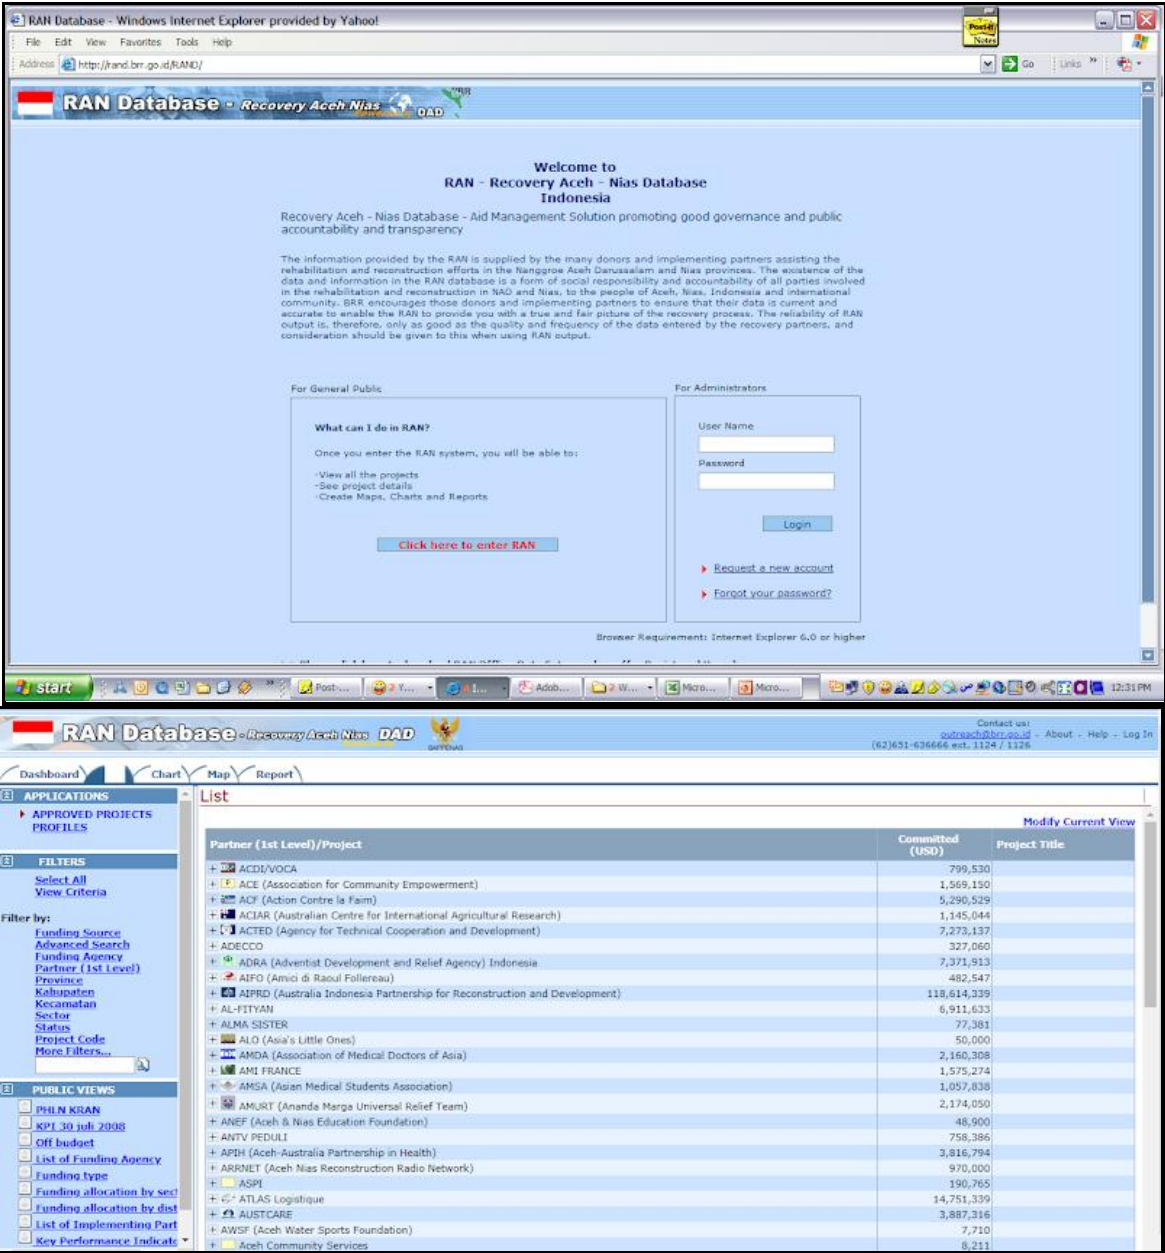 RAN Database - Windows Internet Explorer provided by Yahoo!
Post-it
Notes
File Edit View Favorites Tools Help
Address http://rand.brr.go.id/RAND/
Go Links »
RAN Database - Recovery Aceh Nias DAD BRR
Welcome to
RAN - Recovery Aceh - Nias Database
Indonesia
Recovery Aceh - Nias Database - Aid Management Solution promoting good governance and public
accountability and transparency
The information provided by the RAN is supplied by the many donors and implementing partners assisting the
rehabilitation and reconstruction efforts in the Nanggroe Aceh Darussalam and Nias provinces. The existence of the
data and information in the RAN database is a form of social responsibility and accountability of all parties involved
in the rehabilitation and reconstruction in NAD and Nias, to the people of Aceh, Nias, Indonesia and international
community. BRR encourages those donors and implementing partners to ensure that their data is current and
accurate to enable the RAN to provide you with a true and fair picture of the recovery process. The reliability of RAN
output is, therefore, only as good as the quality and frequency of the data entered by the recovery partners, and
consideration should be given to this when using RAN output.
For General Public
What can I do in RAN?
Once you enter the RAN system, you will be able to:
-View all the projects
-See project details
-Create Maps, Charts and Reports
Click here to enter RAN
For Administrators
User Name
Password
Login
Request a new account
Forgot your password?
Browser Requirement: Internet Explorer 6.0 or higher
start » Post-... 2 Y... Adob... 2 W... Micro... Micro... 12:31 PM
RAN Database - Recovery Aceh Nias DAD BAPPENAS
Contact us:
outreach@brr.go.id - About - Help - Log In
(62)651-636666 ext. 1124 / 1126
Dashboard Chart Map Report
APPLICATIONS
APPROVED PROJECTS
PROFILES
FILTERS
Select All
View Criteria
Filter by:
Funding Source
Advanced Search
Funding Agency
Partner (1st Level)
Province
Kabupaten
Kecamatan
Sector
Status
Project Code
More Filters...
PUBLIC VIEWS
PHLN KRAN
KPI 30 juli 2008
Off budget
List of Funding Agency
Funding type
Funding allocation by sect
Funding allocation by dist
List of Implementing Part
Key Performance Indicato
List
Modify Current View
Partner (1st Level)/Project Committed (USD) Project Title
+ ACDI/VOCA 799,530
+ ACE (Association for Community Empowerment) 1,569,150
+ ACF (Action Contre la Faim) 5,290,529
+ ACIAR (Australian Centre for International Agricultural Research) 1,145,044
+ ACTED (Agency for Technical Cooperation and Development) 7,273,137
+ ADECCO 327,060
+ ADRA (Adventist Development and Relief Agency) Indonesia 7,371,913
+ AIFO (Amici di Raoul Follereau) 482,547
+ AIPRD (Australia Indonesia Partnership for Reconstruction and Development) 118,614,339
+ AL-FITYAN 6,911,633
+ ALMA SISTER 77,381
+ ALO (Asia's Little Ones) 50,000
+ AMDA (Association of Medical Doctors of Asia) 2,160,308
+ AMI FRANCE 1,575,274
+ AMSA (Asian Medical Students Association) 1,057,838
+ AMURT (Ananda Marga Universal Relief Team) 2,174,050
+ ANEF (Aceh & Nias Education Foundation) 48,900
+ ANTV PEDULI 758,386
+ APIH (Aceh-Australia Partnership in Health) 3,816,794
+ ARRNET (Aceh Nias Reconstruction Radio Network) 970,000
+ ASPI 190,765
+ ATLAS Logistique 14,751,339
+ AUSTCARE 3,887,316
+ AWSF (Aceh Water Sports Foundation) 7,710
+ Aceh Community Services 8,211